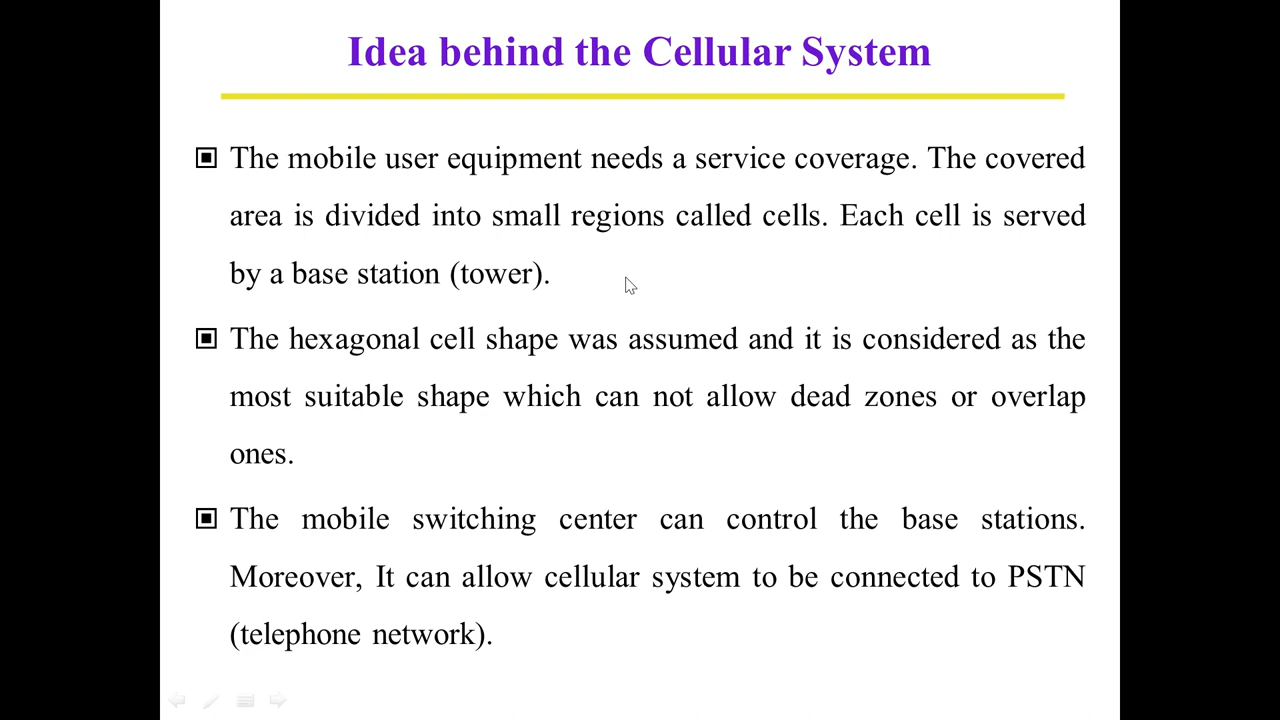 Idea behind the Cellular System
The mobile user equipment needs a service coverage. The covered
area is divided into small regions called cells. Each cell is served
by a base station (tower).
The hexagonal cell shape was assumed and it is considered as the
most suitable shape which can not allow dead zones or overlap
ones.
The mobile switching center can control the base stations.
Moreover, It can allow cellular system to be connected to PSTN
(telephone network).